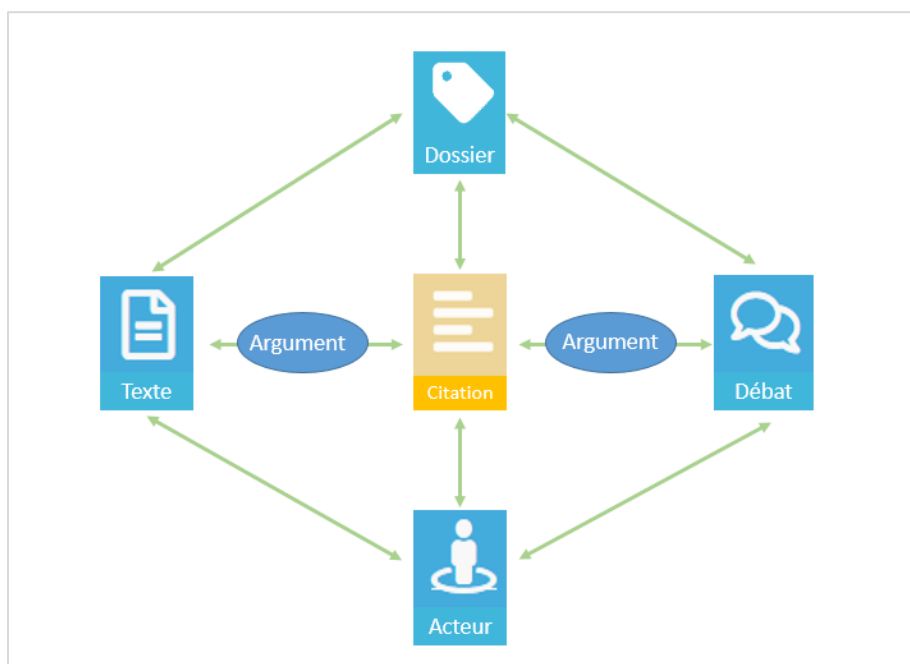 Dossier
Argument
Argument
Texte
Citation
Débat
Acteur